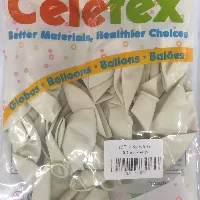 Celetex
Better Materials, Healthier Choices
Globos - Balloons - Ballons - Balões